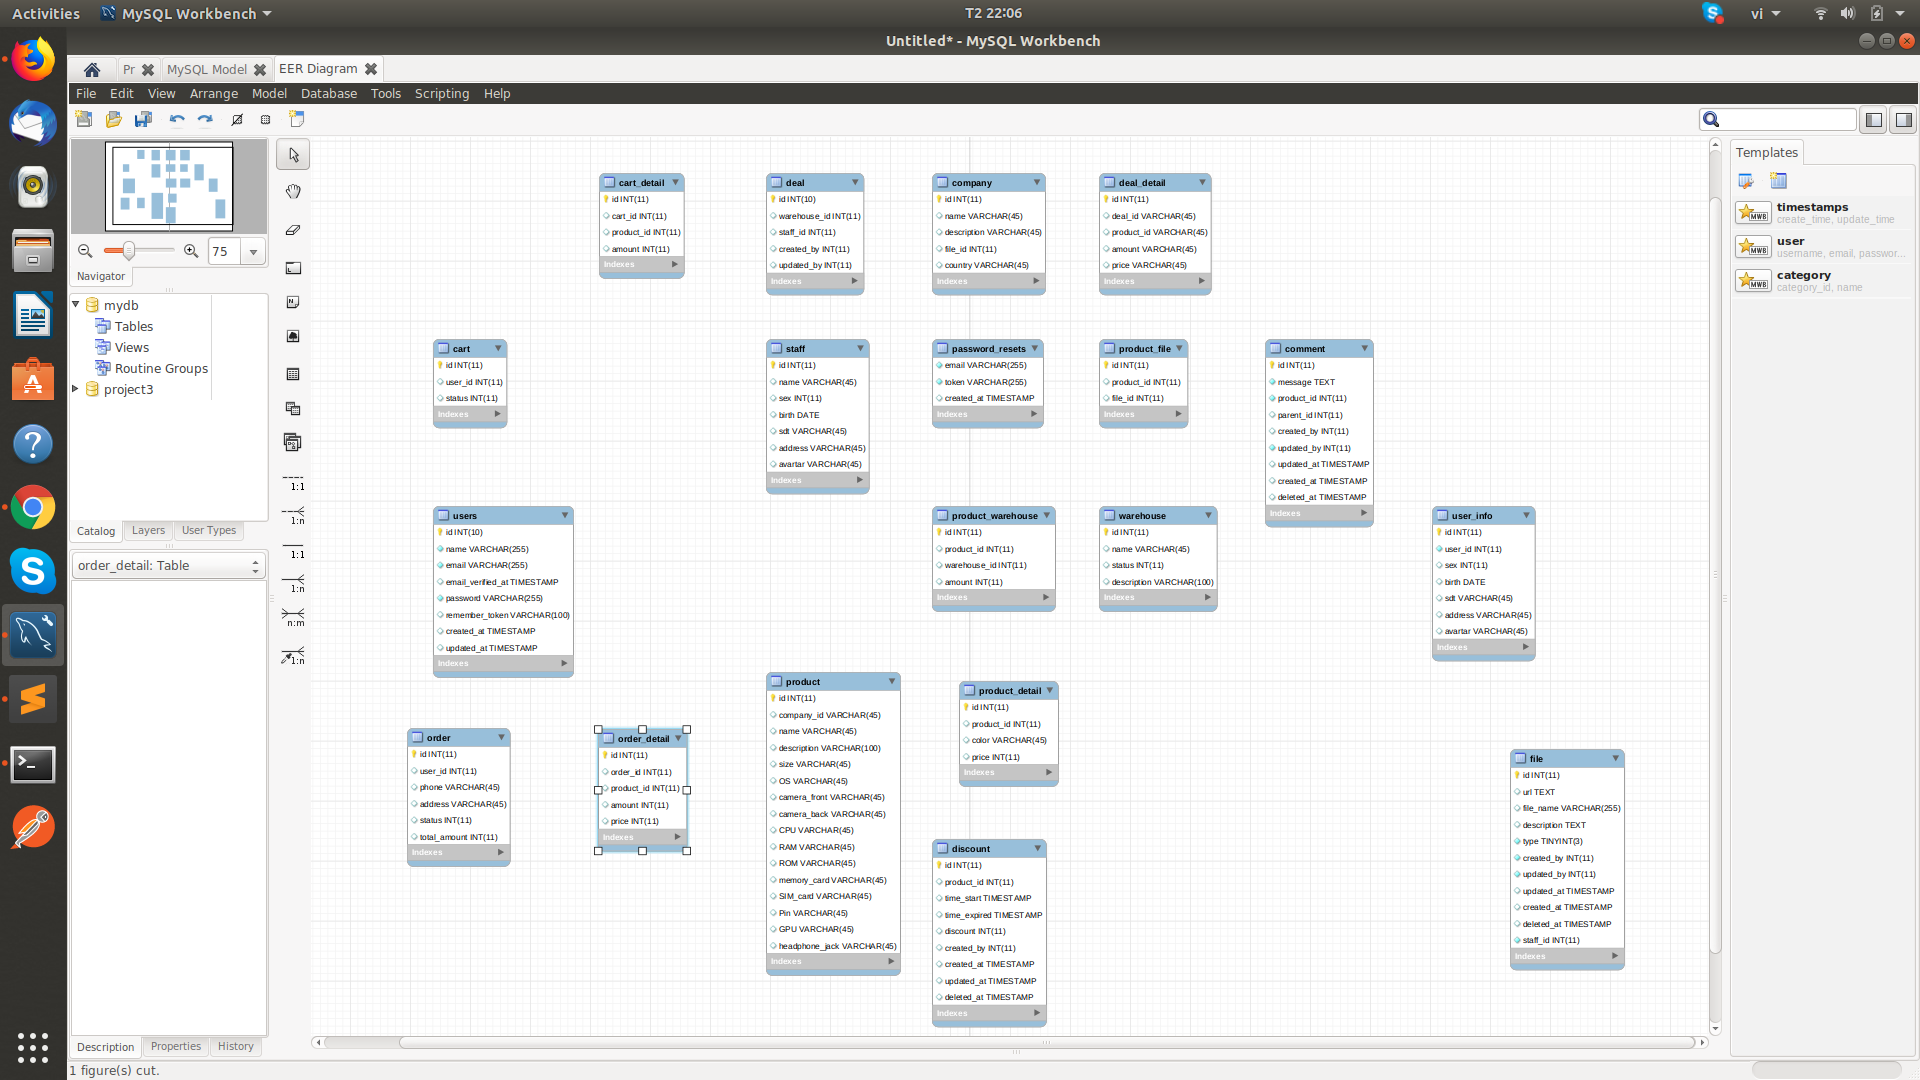 Activities
MySQL Workbench
T2 22:06
vi
Untitled* - MySQL Workbench
Pr
MySQL Model
EER Diagram
File Edit View Arrange Model Database Tools Scripting Help
75
Navigator
mydb
Tables
Views
Routine Groups
project3
Catalog Layers User Types
order_detail: Table
Description Properties History
1 figure(s) cut.
1:1
1:n
1:1
1:n
n:m
1:n
cart_detail
id INT(11)
cart_id INT(11)
product_id INT(11)
amount INT(11)
Indexes
deal
id INT(10)
warehouse_id INT(11)
staff_id INT(11)
created_by INT(11)
updated_by INT(11)
Indexes
company
id INT(11)
name VARCHAR(45)
description VARCHAR(45)
file_id INT(11)
country VARCHAR(45)
Indexes
deal_detail
id INT(11)
deal_id VARCHAR(45)
product_id VARCHAR(45)
amount VARCHAR(45)
price VARCHAR(45)
Indexes
cart
id INT(11)
user_id INT(11)
status INT(11)
Indexes
staff
id INT(11)
name VARCHAR(45)
sex INT(11)
birth DATE
sdt VARCHAR(45)
address VARCHAR(45)
avartar VARCHAR(45)
Indexes
password_resets
email VARCHAR(255)
token VARCHAR(255)
created_at TIMESTAMP
Indexes
product_file
id INT(11)
product_id INT(11)
file_id INT(11)
Indexes
comment
id INT(11)
message TEXT
product_id INT(11)
parent_id INT(11)
created_by INT(11)
updated_by INT(11)
updated_at TIMESTAMP
created_at TIMESTAMP
deleted_at TIMESTAMP
Indexes
users
id INT(10)
name VARCHAR(255)
email VARCHAR(255)
email_verified_at TIMESTAMP
password VARCHAR(255)
remember_token VARCHAR(100)
created_at TIMESTAMP
updated_at TIMESTAMP
Indexes
product_warehouse
id INT(11)
product_id INT(11)
warehouse_id INT(11)
amount INT(11)
Indexes
warehouse
id INT(11)
name VARCHAR(45)
status INT(11)
description VARCHAR(100)
Indexes
user_info
id INT(11)
user_id INT(11)
sex INT(11)
birth DATE
sdt VARCHAR(45)
address VARCHAR(45)
avartar VARCHAR(45)
Indexes
order
id INT(11)
user_id INT(11)
phone VARCHAR(45)
address VARCHAR(45)
status INT(11)
total_amount INT(11)
Indexes
order_detail
id INT(11)
order_id INT(11)
product_id INT(11)
amount INT(11)
price INT(11)
Indexes
product
id INT(11)
company_id VARCHAR(45)
name VARCHAR(45)
description VARCHAR(100)
size VARCHAR(45)
OS VARCHAR(45)
camera_front VARCHAR(45)
camera_back VARCHAR(45)
CPU VARCHAR(45)
RAM VARCHAR(45)
ROM VARCHAR(45)
memory_card VARCHAR(45)
SIM_card VARCHAR(45)
Pin VARCHAR(45)
GPU VARCHAR(45)
headphone_jack VARCHAR(45)
Indexes
product_detail
id INT(11)
product_id INT(11)
color VARCHAR(45)
price INT(11)
Indexes
discount
id INT(11)
product_id INT(11)
time_start TIMESTAMP
time_expired TIMESTAMP
discount INT(11)
created_by INT(11)
created_at TIMESTAMP
updated_at TIMESTAMP
deleted_at TIMESTAMP
Indexes
file
id INT(11)
url TEXT
file_name VARCHAR(255)
description TEXT
type TINYINT(3)
created_by INT(11)
updated_by INT(11)
updated_at TIMESTAMP
created_at TIMESTAMP
deleted_at TIMESTAMP
staff_id INT(11)
Indexes
Templates
MWB
timestamps
create_time, update_time
MWB
user
username, email, passwor...
MWB
category
category_id, name